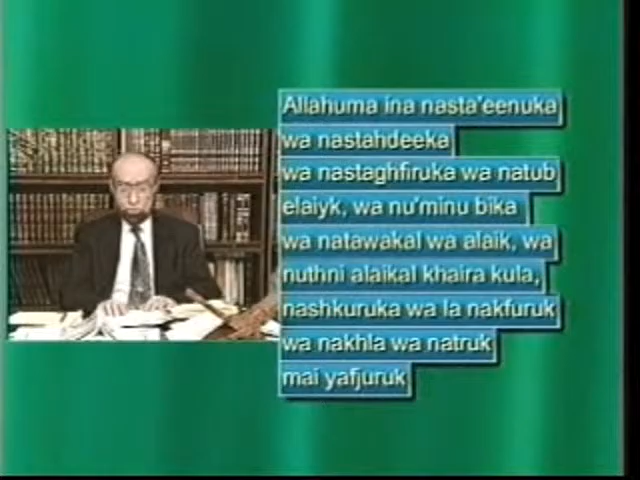 Allahuma ina nasta'eenuka
wa nastahdeeka
wa nastaghfiruka wa natub
elaiyk, wa nu'minu bika
wa natawakal wa alaik, wa
nuthni alaikal khaira kula,
nashkuruka wa la nakfuruk
wa nakhla wa natruk
mai yafjuruk